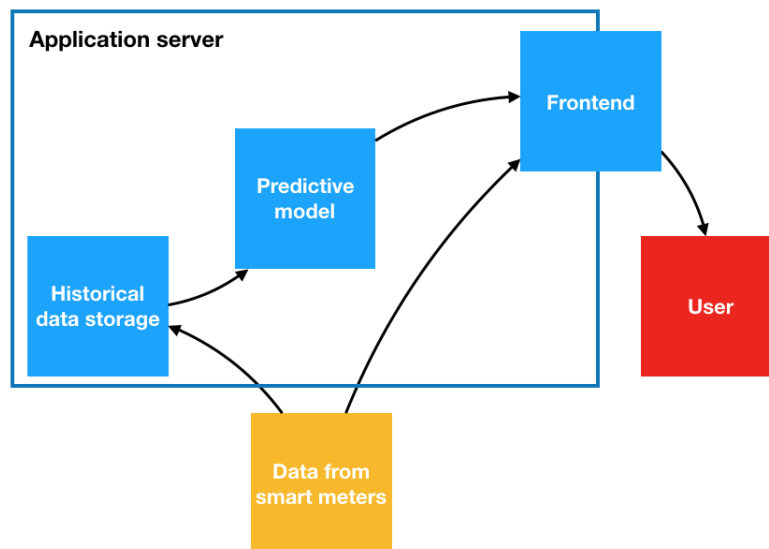 Application server
Frontend
Predictive
model
Historical
data storage
User
Data from
smart meters